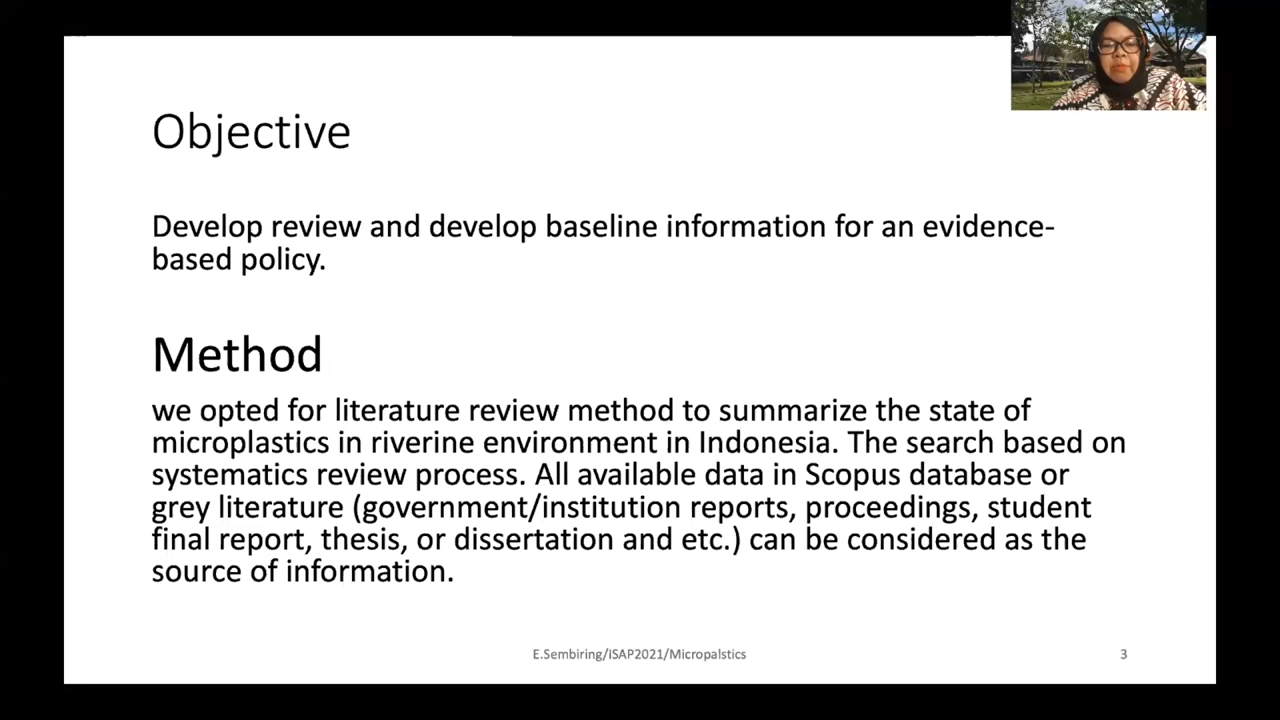 Objective
Develop review and develop baseline information for an evidence-
based policy.
Method
we opted for literature review method to summarize the state of
microplastics in riverine environment in Indonesia. The search based on
systematics review process. All available data in Scopus database or
grey literature (government/institution reports, proceedings, student
final report, thesis, or dissertation and etc.) can be considered as the
source of information.
E.Sembiring/ISAP2021/Micropalstics
3